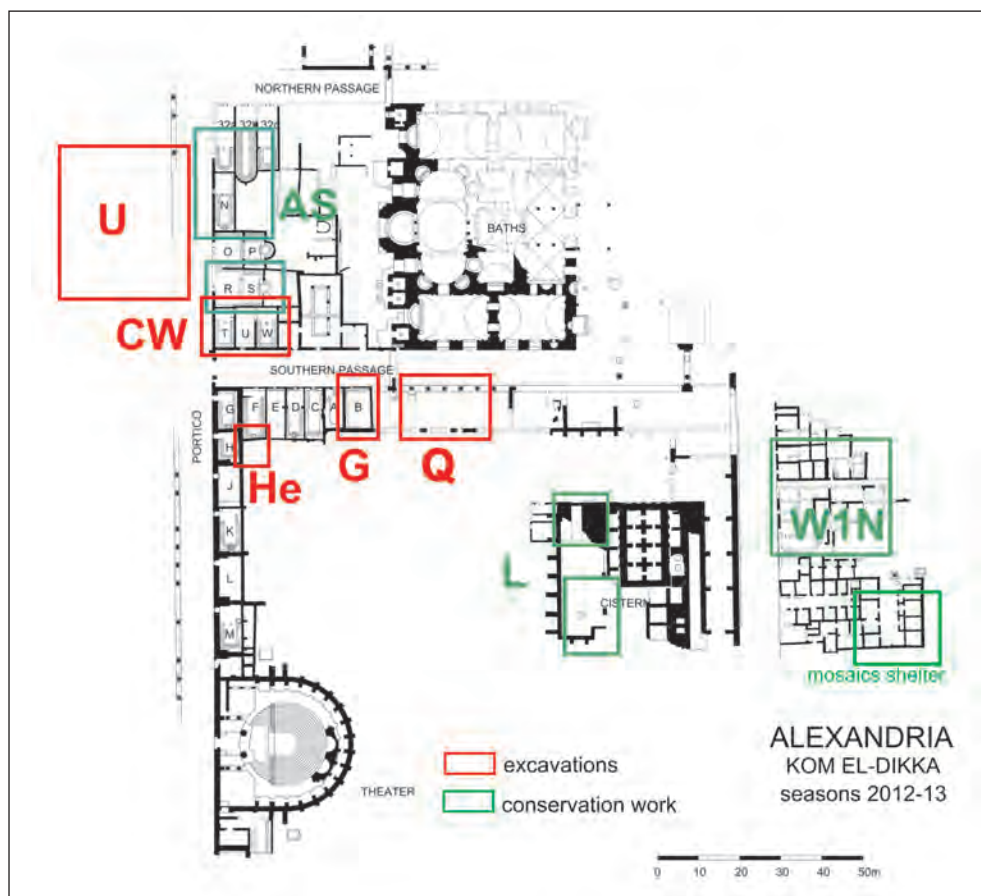 NORTHERN PASSAGE
U
N
AS
O P
BATHS
R S
CW
T U W
SOUTHERN PASSAGE
G F E D C A B
PORTICO
H
He
G
Q
J
K
L
M
L
CISTERN
W1N
mosaics shelter
THEATER
excavations
conservation work
ALEXANDRIA
KOM EL-DIKKA
seasons 2012-13
0 10 20 30 40 50m